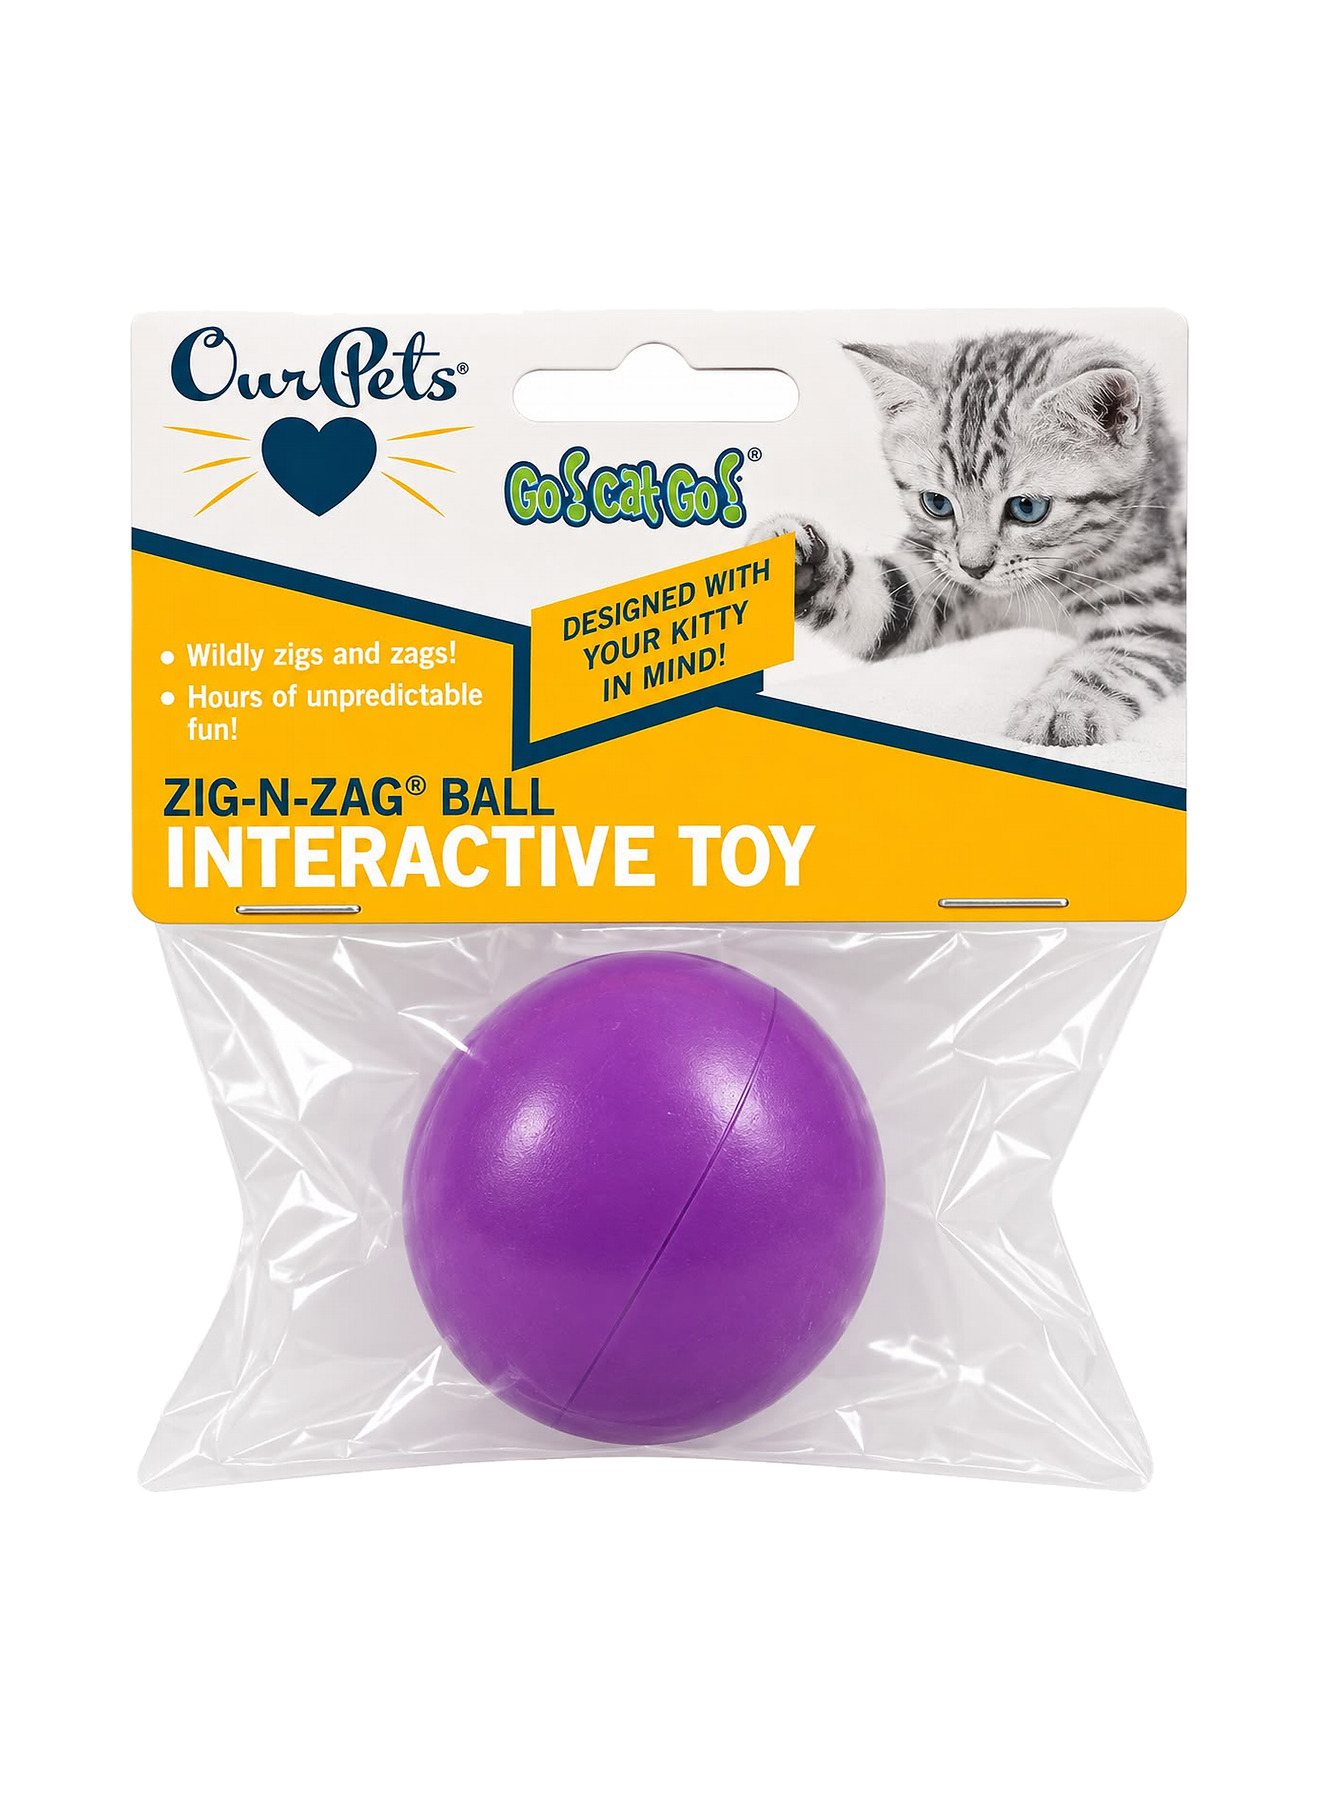 OurPets®
Go! Cat Go!®
DESIGNED WITH
YOUR KITTY
IN MIND!
• Wildly zigs and zags!
• Hours of unpredictable
fun!
ZIG-N-ZAG® BALL
INTERACTIVE TOY